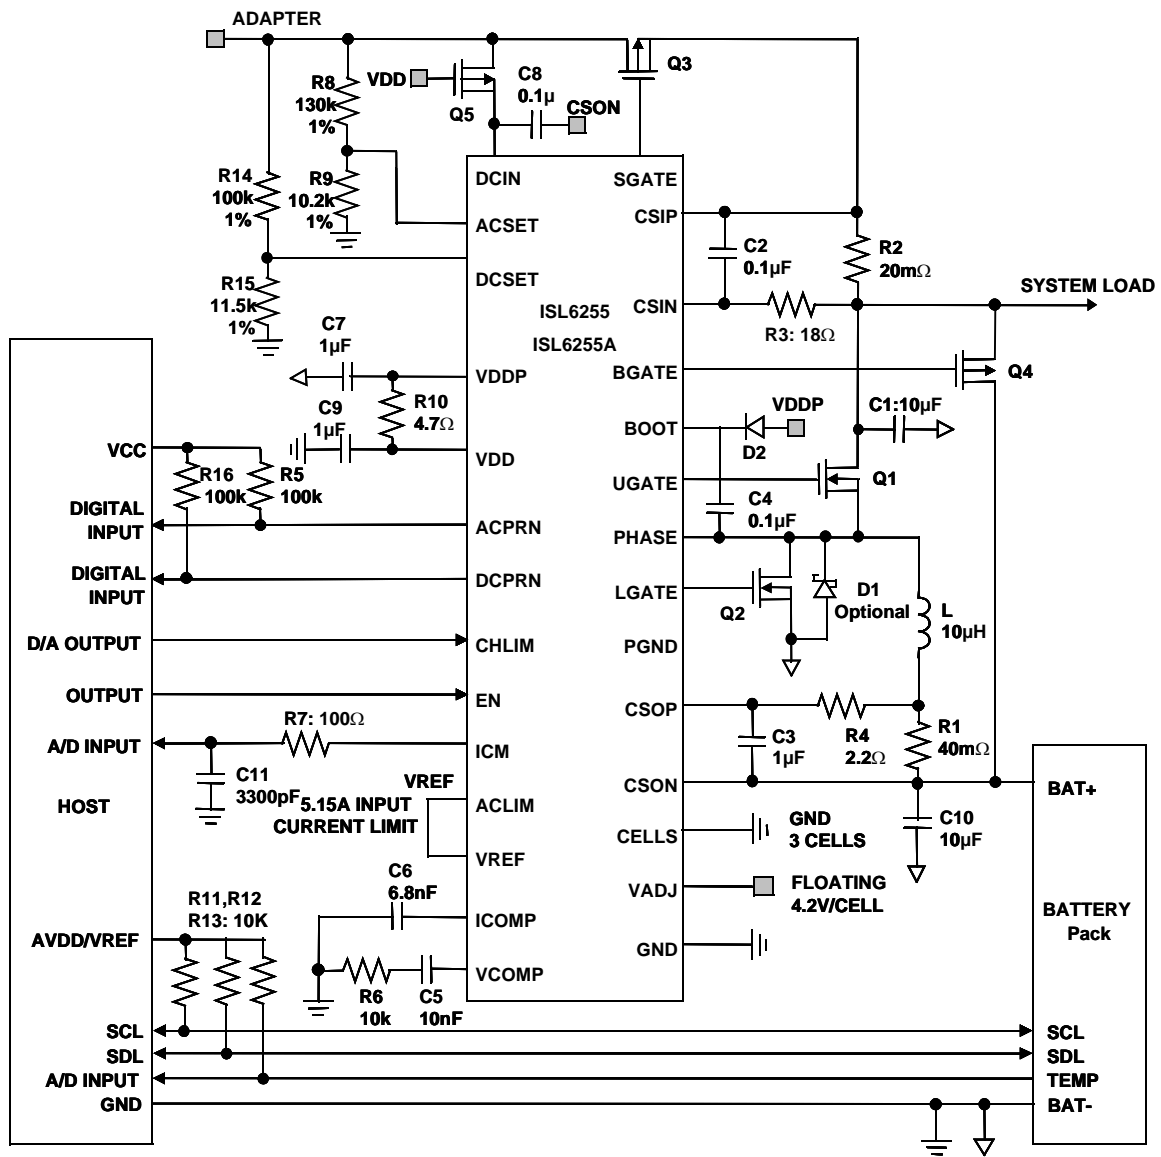 ADAPTER
R8
130k
1%
VDD
Q5
C8
0.1µ
CSON
Q3
R14
100k
1%
R9
10.2k
1%
R15
11.5k
1%
DCIN
ACSET
DCSET
ISL6255
ISL6255A
VDDP
VDD
ACPRN
DCPRN
CHLIM
EN
ICM
ACLIM
VREF
ICOMP
VCOMP
SGATE
CSIP
CSIN
BGATE
BOOT
UGATE
PHASE
LGATE
PGND
CSOP
CSON
CELLS
VADJ
GND
C2
0.1µF
R2
20mΩ
R3: 18Ω
SYSTEM LOAD
Q4
VDDP
D2
C1:10µF
Q1
C4
0.1µF
Q2
D1
Optional
L
10µH
R4
2.2Ω
C3
1µF
R1
40mΩ
C10
10µF
GND
3 CELLS
FLOATING
4.2V/CELL
C7
1µF
R10
4.7Ω
C9
1µF
VCC
R16
100k
R5
100k
DIGITAL
INPUT
DIGITAL
INPUT
D/A OUTPUT
OUTPUT
A/D INPUT
R7: 100Ω
C11
3300pF
HOST
VREF
5.15A INPUT
CURRENT LIMIT
C6
6.8nF
R6
10k
C5
10nF
R11,R12
R13: 10K
AVDD/VREF
SCL
SDL
A/D INPUT
GND
BAT+
BATTERY
Pack
SCL
SDL
TEMP
BAT-